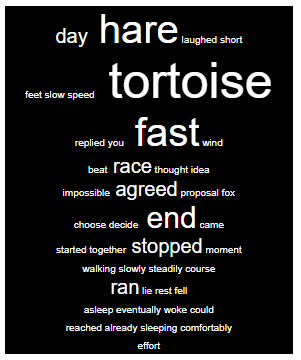 day hare laughed short
feet slow speed tortoise
replied you fast wind
beat race thought idea
impossible agreed proposal fox
choose decide end came
started together stopped moment
walking slowly steadily course
ran lie rest fell
asleep eventually woke could
reached already sleeping comfortably
effort